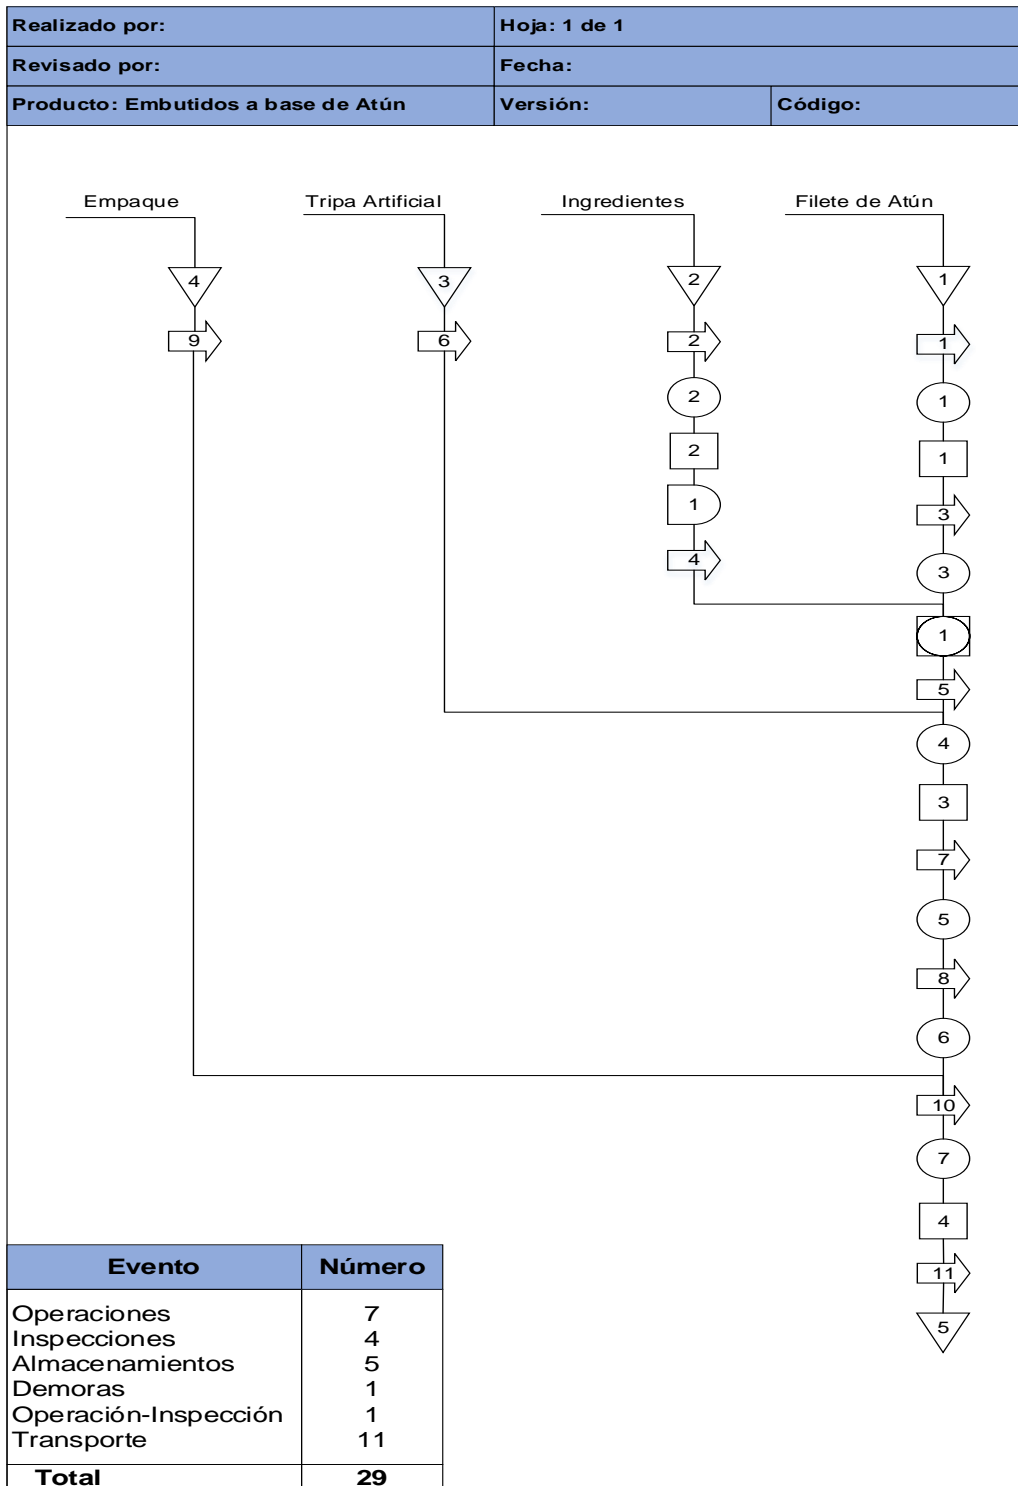 Realizado por: Hoja: 1 de 1
Revisado por: Fecha:
Producto: Embutidos a base de Atún Versión: Código:
Empaque Tripa Artificial Ingredientes Filete de Atún
4 3 2 1
9 6 2 1
2 1
2 1
1 3
4 3
1
5
4
3
7
5
8
6
10
7
4
11
5
Evento Número
Operaciones 7
Inspecciones 4
Almacenamientos 5
Demoras 1
Operación-Inspección 1
Transporte 11
Total 29